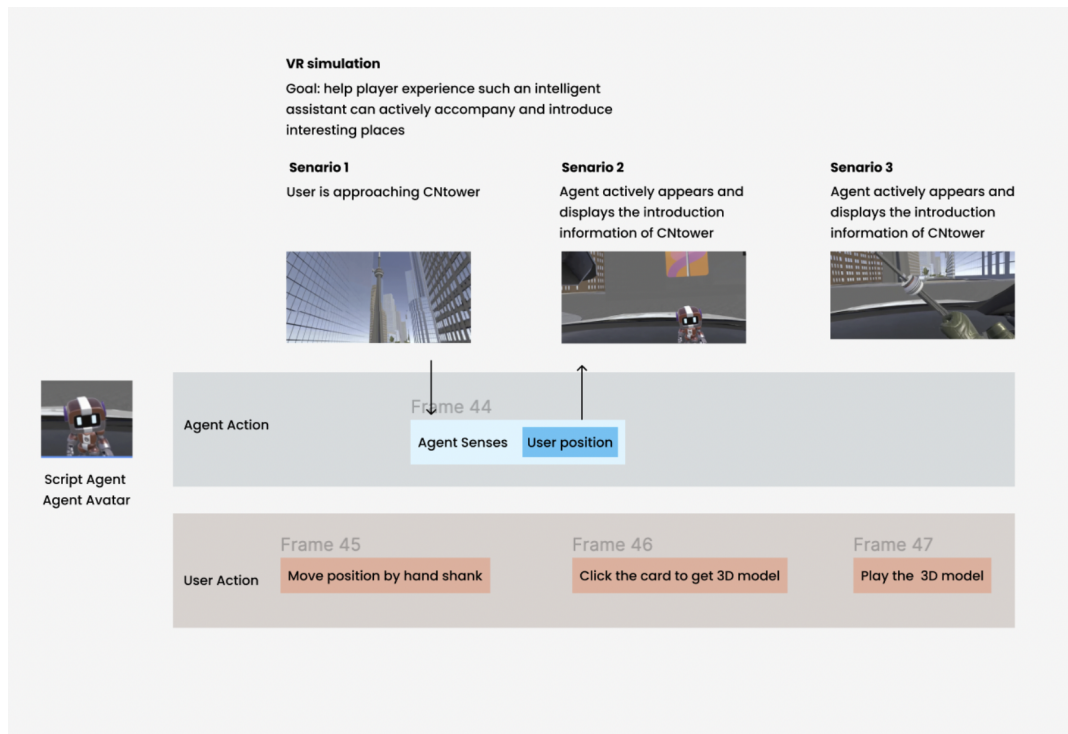 VR simulation
Goal: help player experience such an intelligent
assistant can actively accompany and introduce
interesting places
Senario 1
User is approaching CNtower
Senario 2
Agent actively appears and
displays the introduction
information of CNtower
Senario 3
Agent actively appears and
displays the introduction
information of CNtower
Script Agent
Agent Avatar
Agent Action
Frame 44
Agent Senses
User position
User Action
Frame 45
Move position by hand shank
Frame 46
Click the card to get 3D model
Frame 47
Play the 3D model